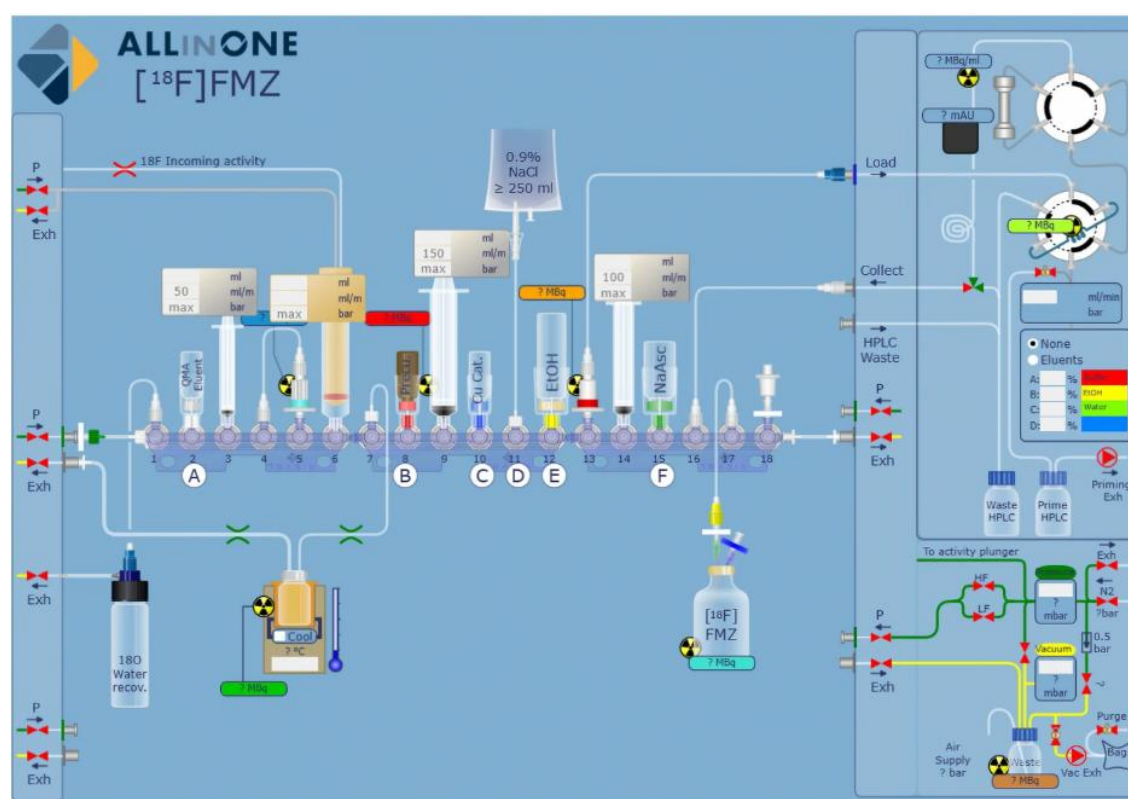 ALLINONE
[18F]FMZ
P
Exh
18F Incoming activity
0.9%
NaCl
≥ 250 ml
Load
Collect
HPLC
Waste
P
Exh
? MBq/ml
? mAU
? MBq
ml/min
bar
None
Eluents
A: %
B: % EtOH
C: % Water
D: %
Waste
HPLC
Prime
HPLC
Priming
Exh
50
max
ml
ml/m
bar
max
ml
ml/m
bar
150
max
ml
ml/m
bar
100
max
ml
ml/m
bar
? MBq
? MBq
QMA
Eluent
Precu.
Cu Cat.
EtOH
NaAsc
P
Exh
1 2 3 4 5 6 7 8 9 10 11 12 13 14 15 16 17 18
A B C D E F
Exh
18O
Water
recov.
Cool
? ºC
? MBq
[18F]
FMZ
? MBq
P
Exh
To activity plunger
HF
LF
?
mbar
Exh
N2
?bar
0.5
bar
Vacuum
?
mbar
P
Exh
?
Air
Supply
? bar
Waste
? MBq
Vac Exh
Purge
Bag